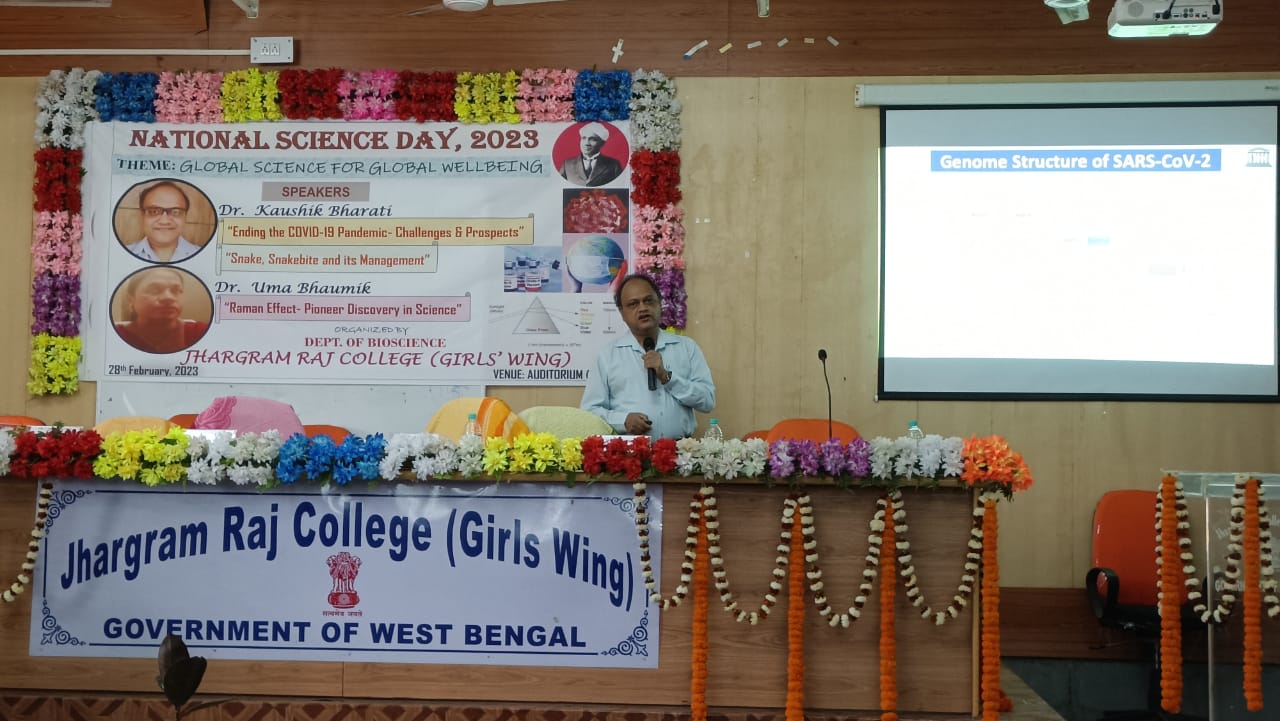 NATIONAL SCIENCE DAY, 2023
THEME: GLOBAL SCIENCE FOR GLOBAL WELLBEING
SPEAKERS
Dr. Kaushik Bharati
"Ending the COVID-19 Pandemic- Challenges & Prospects"
"Snake, Snakebite and its Management"
Dr. Uma Bhaumik
"Raman Effect- Pioneer Discovery in Science"
ORGANIZED BY
DEPT. OF BIOSCIENCE
JHARGRAM RAJ COLLEGE (GIRLS' WING)
28th February, 2023
VENUE: AUDITORIUM (
Genome Structure of SARS-CoV-2
Jhargram Raj College (Girls Wing)
सत्यमेव जयते
GOVERNMENT OF WEST BENGAL